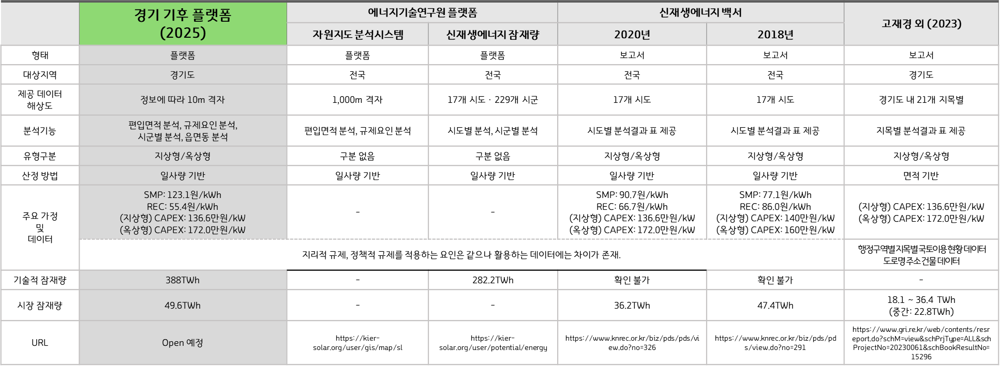 경기 기후 플랫폼
(2025)
에너지기술연구원 플랫폼
신재생에너지 백서
고재경 외 (2023)
자원지도 분석시스템
신재생에너지 잠재량
2020년
2018년
형태
플랫폼
플랫폼
플랫폼
보고서
보고서
보고서
대상지역
경기도
전국
전국
전국
전국
경기도
제공 데이터
해상도
정보에 따라 10m 격자
1,000m 격자
17개 시도 · 229개 시군
17개 시도
17개 시도
경기도 내 21개 지목별
분석기능
편입면적 분석, 규제요인 분석,
시군별 분석, 읍면동 분석
편입면적 분석, 규제요인 분석
시도별 분석, 시군별 분석
시도별 분석결과 표 제공
시도별 분석결과 표 제공
지목별 분석결과 표 제공
유형구분
지상형/옥상형
구분 없음
구분 없음
지상형/옥상형
지상형/옥상형
지상형/옥상형
산정 방법
일사량 기반
일사량 기반
일사량 기반
일사량 기반
일사량 기반
면적 기반
주요 가정
및
데이터
SMP: 123.1원/kWh
REC: 55.4원/kWh
(지상형) CAPEX: 136.6만원/kW
(옥상형) CAPEX: 172.0만원/kW
-
-
SMP: 90.7원/kWh
REC: 66.7원/kWh
(지상형) CAPEX: 136.6만원/kW
(옥상형) CAPEX: 172.0만원/kW
SMP: 77.1원/kWh
REC: 86.0원/kWh
(지상형) CAPEX: 140만원/kW
(옥상형) CAPEX: 160만원/kW
(지상형) CAPEX: 136.6만원/kW
(옥상형) CAPEX: 172.0만원/kW
지리적 규제, 정책적 규제를 적용하는 요인은 같으나 활용하는 데이터에는 차이가 존재.
행정구역별 지목별 국토이용 현황 데이터
도로명 주소 건물 데이터
기술적 잠재량
388TWh
-
282.2TWh
확인 불가
확인 불가
-
시장 잠재량
49.6TWh
-
-
36.2TWh
47.4TWh
18.1 ~ 36.4 TWh
(중간: 22.8TWh)
URL
Open 예정
https://kier-
solar.org/user/gis/map/sl
https://kier-
solar.org/user/potential/energy
https://www.knrec.or.kr/biz/pds/pds/vi
ew.do?no=326
https://www.knrec.or.kr/biz/pds/pd
s/view.do?no=291
https://www.gri.re.kr/web/contents/resr
eport.do?schM=view&schPrjType=ALL&sch
ProjectNo=20230061&schBookResultNo=
15296